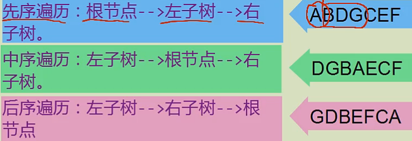 先序遍历：根节点-->左子树-->右
子树。
ABDGCEF
中序遍历：左子树-->根节点-->右
子树。
DGBAECF
后序遍历：左子树-->右子树-->根
节点
GDBEFCA